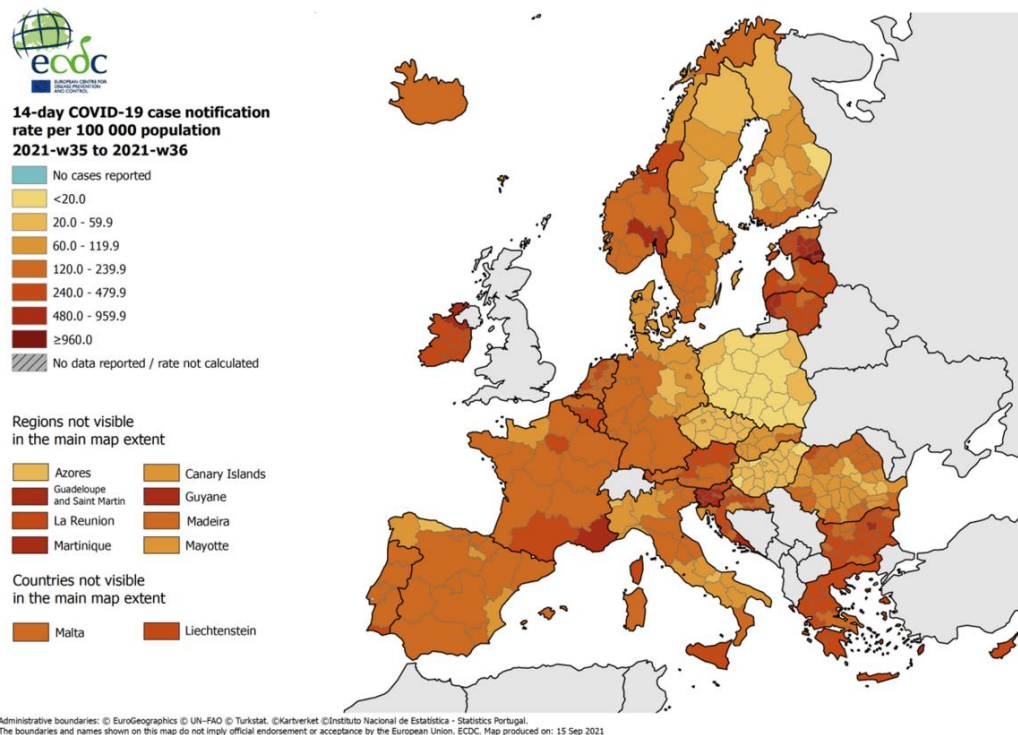 ecdc
EUROPEAN CENTRE FOR
DISEASE PREVENTION
AND CONTROL
14-day COVID-19 case notification
rate per 100 000 population
2021-w35 to 2021-w36
No cases reported
<20.0
20.0 - 59.9
60.0 - 119.9
120.0 - 239.9
240.0 - 479.9
480.0 - 959.9
≥960.0
No data reported / rate not calculated
Regions not visible
in the main map extent
Azores
Canary Islands
Guadeloupe
and Saint Martin
Guyane
La Reunion
Madeira
Martinique
Mayotte
Countries not visible
in the main map extent
Malta
Liechtenstein
Administrative boundaries: © EuroGeographics © UN–FAO © Turkstat. ©Kartverket ©Instituto Nacional de Estatística - Statistics Portugal.
The boundaries and names shown on this map do not imply official endorsement or acceptance by the European Union. ECDC. Map produced on: 15 Sep 2021